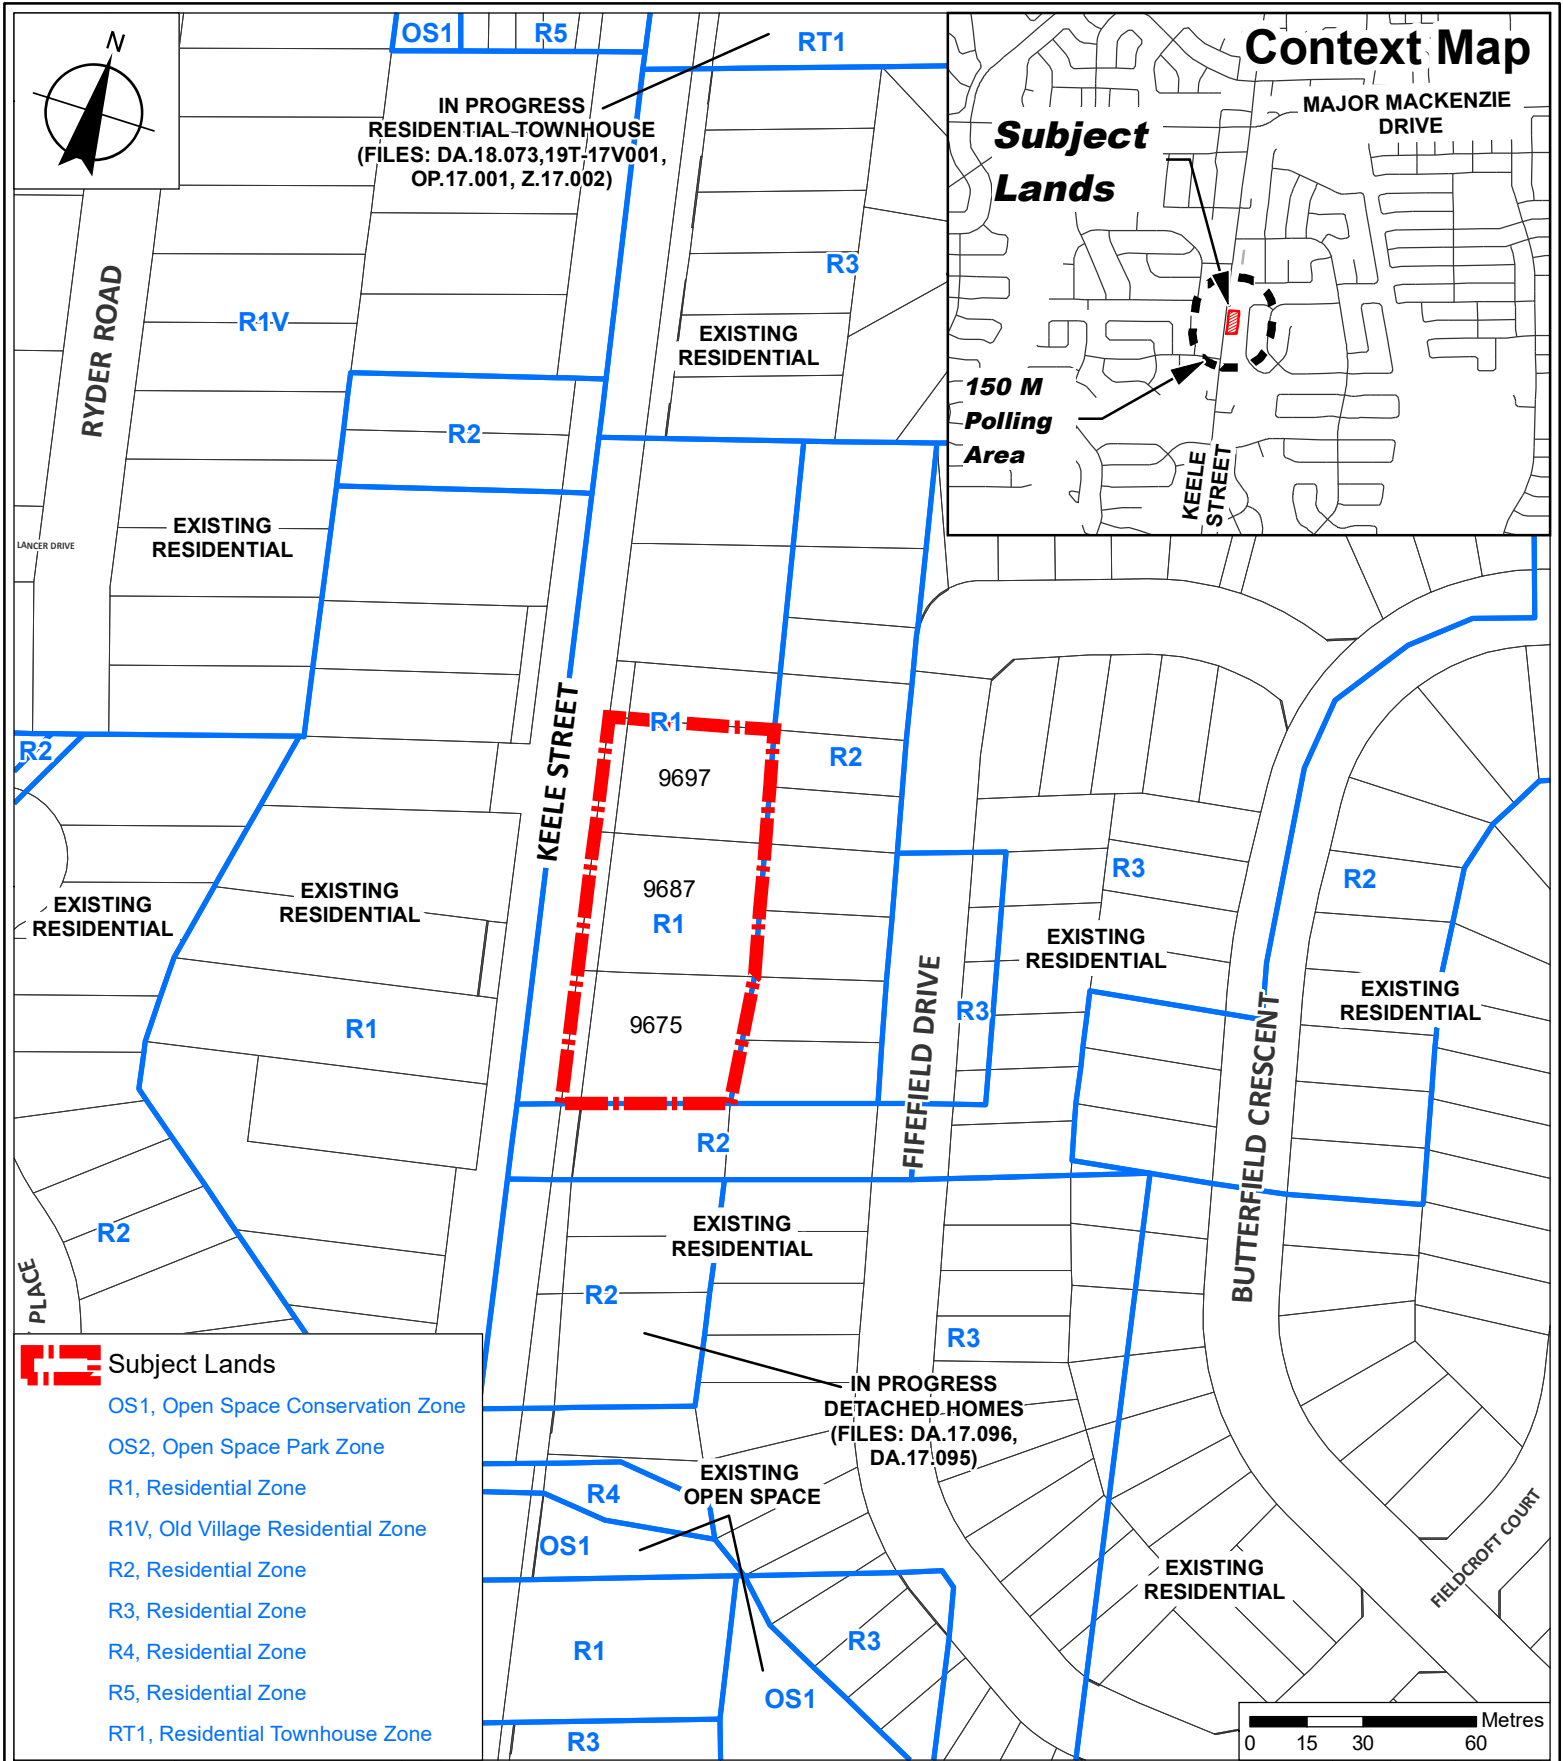 N
OS1
R5
RT1
Context Map
MAJOR MACKENZIE
DRIVE
Subject
Lands
150 M
Polling
Area
KEELE
STREET
IN PROGRESS
RESIDENTIAL TOWNHOUSE
(FILES: DA.18.073,19T-17V001,
OP.17.001, Z.17.002)
RYDER ROAD
R1V
R3
EXISTING
RESIDENTIAL
R2
EXISTING
RESIDENTIAL
LANCER DRIVE
KEELE STREET
R1
R2
R2
9697
9687
R1
9675
EXISTING
RESIDENTIAL
EXISTING
RESIDENTIAL
R1
R3
R2
EXISTING
RESIDENTIAL
EXISTING
RESIDENTIAL
R3
FIFEFIELD DRIVE
BUTTERFIELD CRESCENT
R2
R2
EXISTING
RESIDENTIAL
R2
R3
PLACE
IN PROGRESS
DETACHED HOMES
(FILES: DA.17.096,
DA.17.095)
EXISTING
OPEN SPACE
R4
OS1
R1
R3
OS1
R3
EXISTING
RESIDENTIAL
FIELDCROFT COURT
Subject Lands
OS1, Open Space Conservation Zone
OS2, Open Space Park Zone
R1, Residential Zone
R1V, Old Village Residential Zone
R2, Residential Zone
R3, Residential Zone
R4, Residential Zone
R5, Residential Zone
RT1, Residential Townhouse Zone
Metres
0 15 30 60